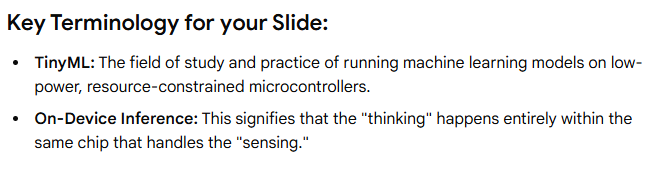 Key Terminology for your Slide:
• TinyML: The field of study and practice of running machine learning models on low-
power, resource-constrained microcontrollers.
• On-Device Inference: This signifies that the "thinking" happens entirely within the
same chip that handles the "sensing."